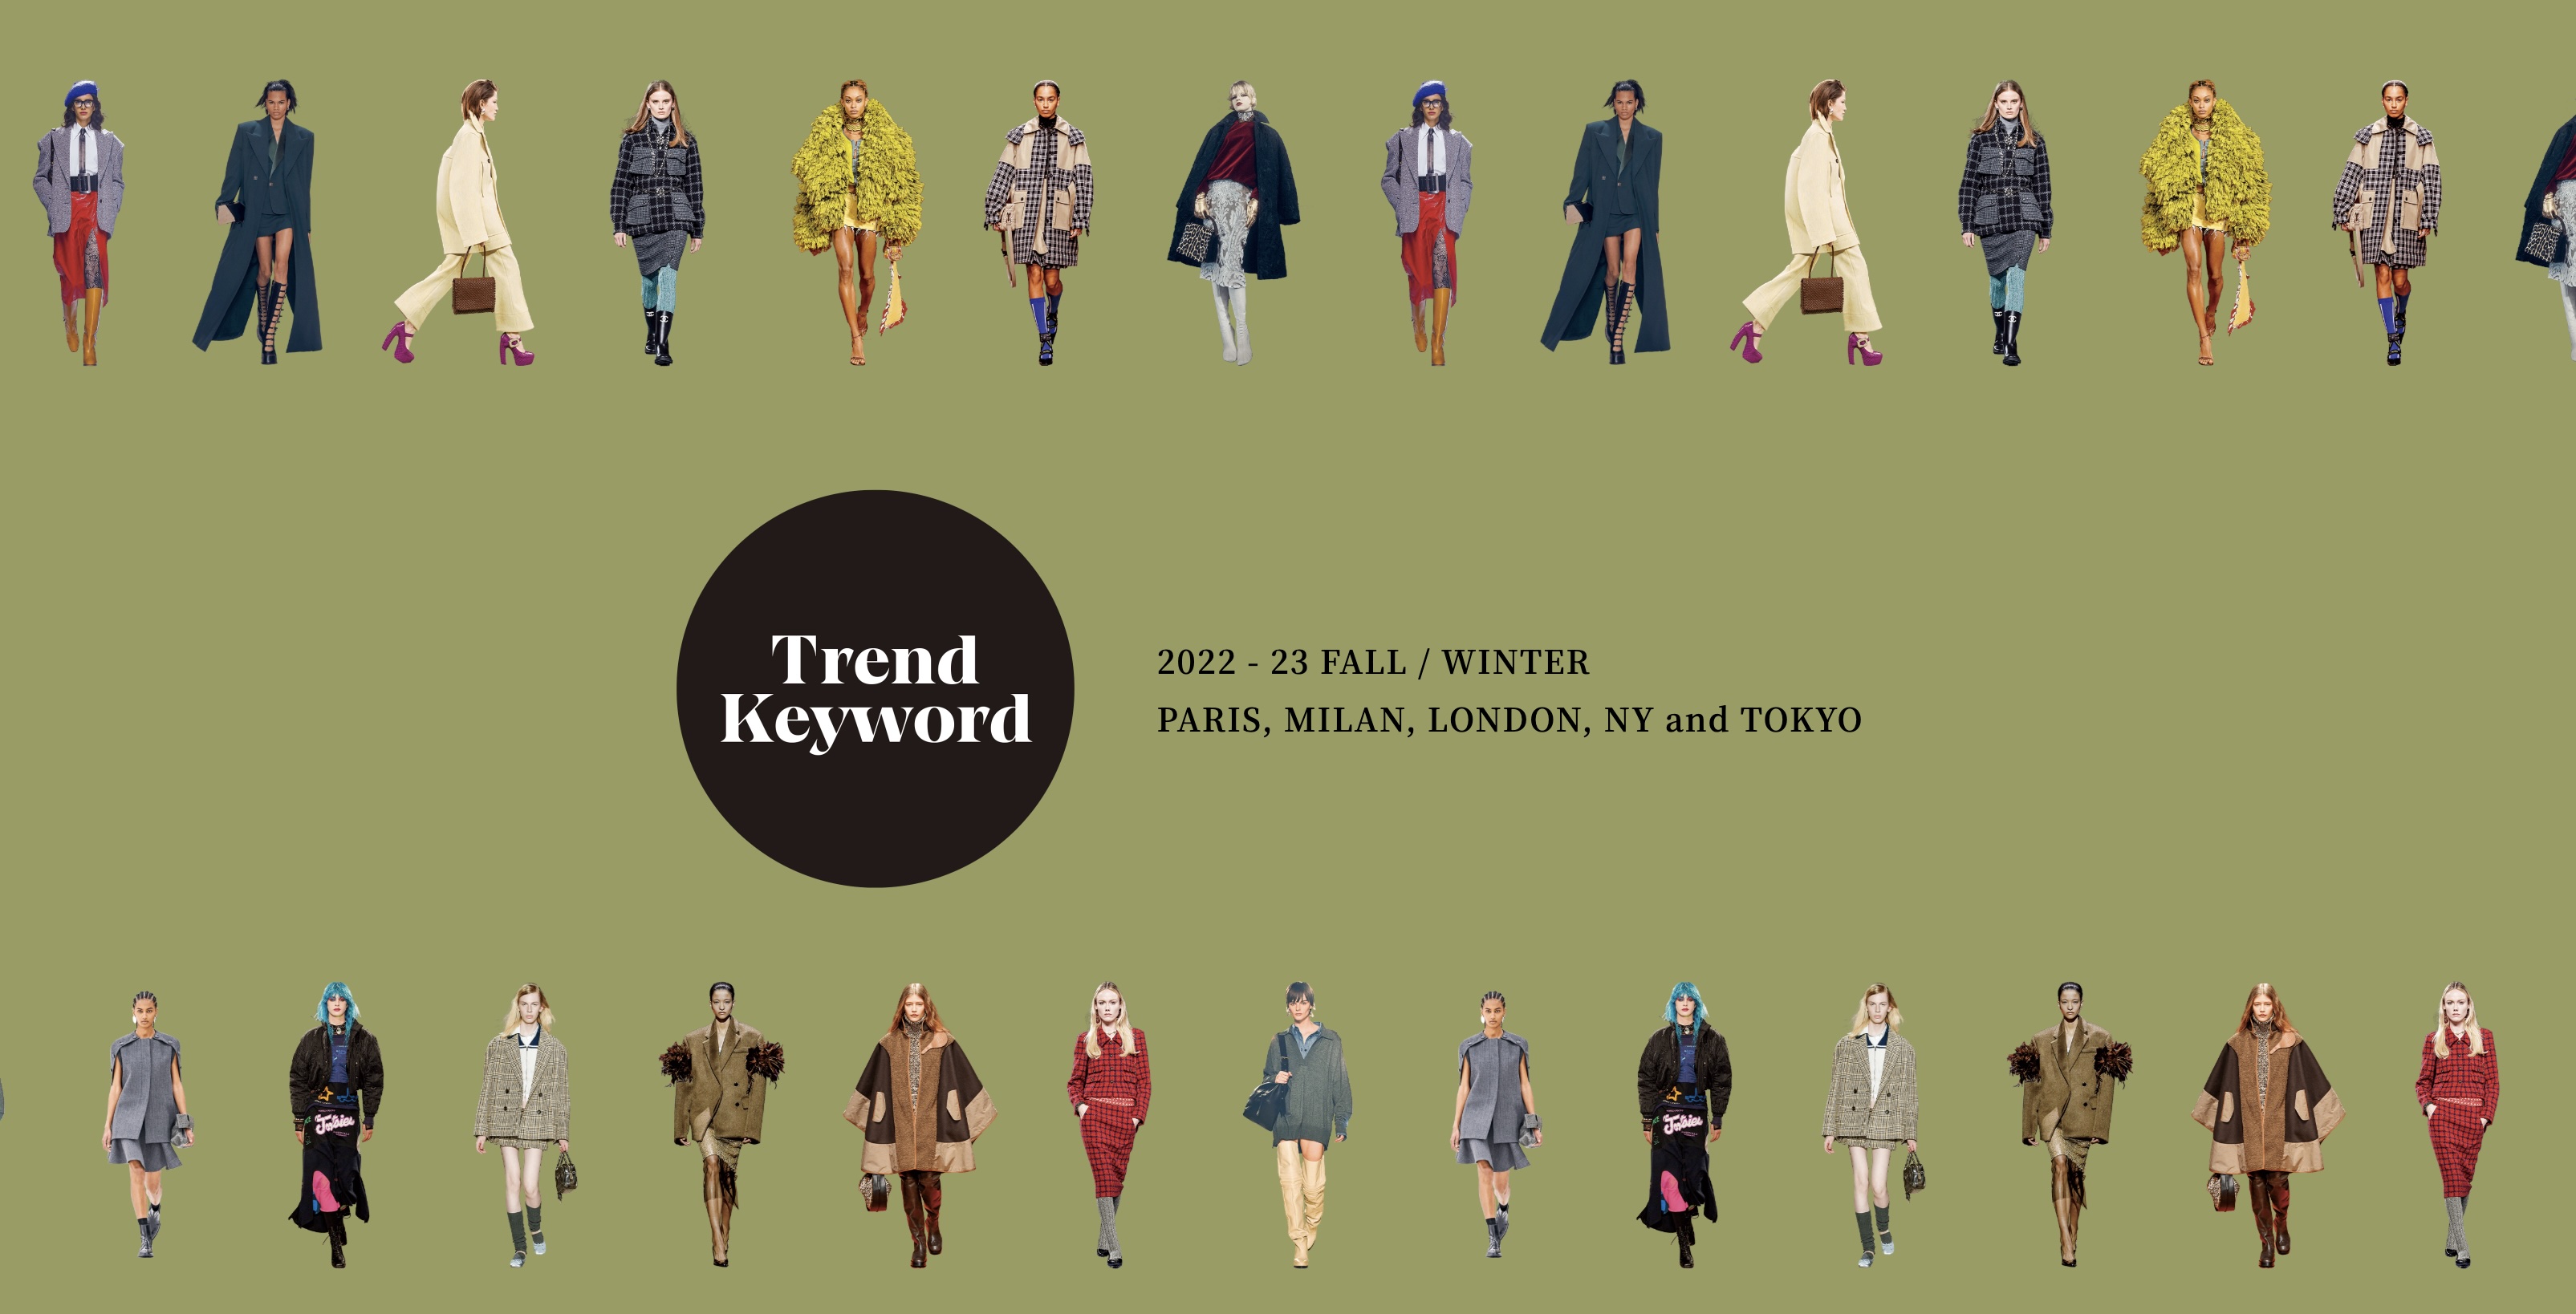 Trend
Keyword
2022 - 23 FALL / WINTER
PARIS, MILAN, LONDON, NY and TOKYO